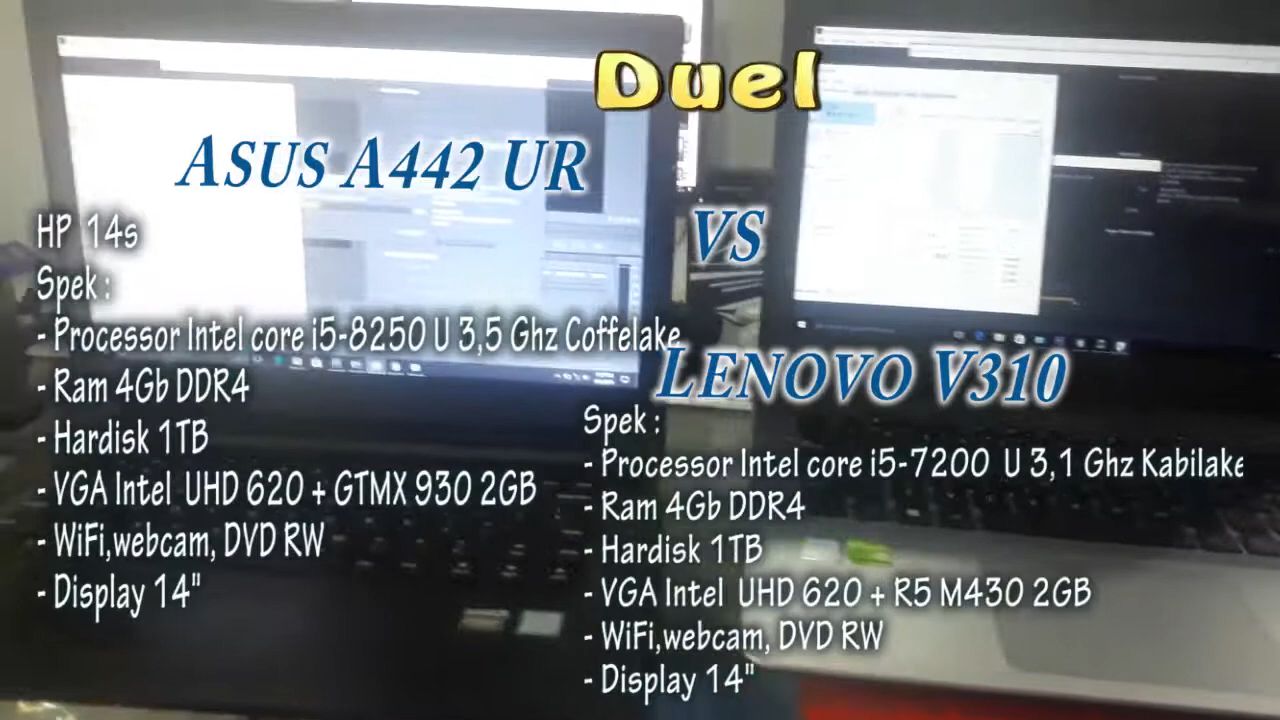 Duel
ASUS A442 UR
VS
LENOVO V310
HP 14s
Spek :
- Processor Intel core i5-8250 U 3,5 Ghz Coffelake
- Ram 4Gb DDR4
- Hardisk 1TB
- VGA Intel UHD 620 + GTMX 930 2GB
- WiFi,webcam, DVD RW
- Display 14"
Spek :
- Processor Intel core i5-7200 U 3,1 Ghz Kabilake
- Ram 4Gb DDR4
- Hardisk 1TB
- VGA Intel UHD 620 + R5 M430 2GB
- WiFi,webcam, DVD RW
- Display 14"